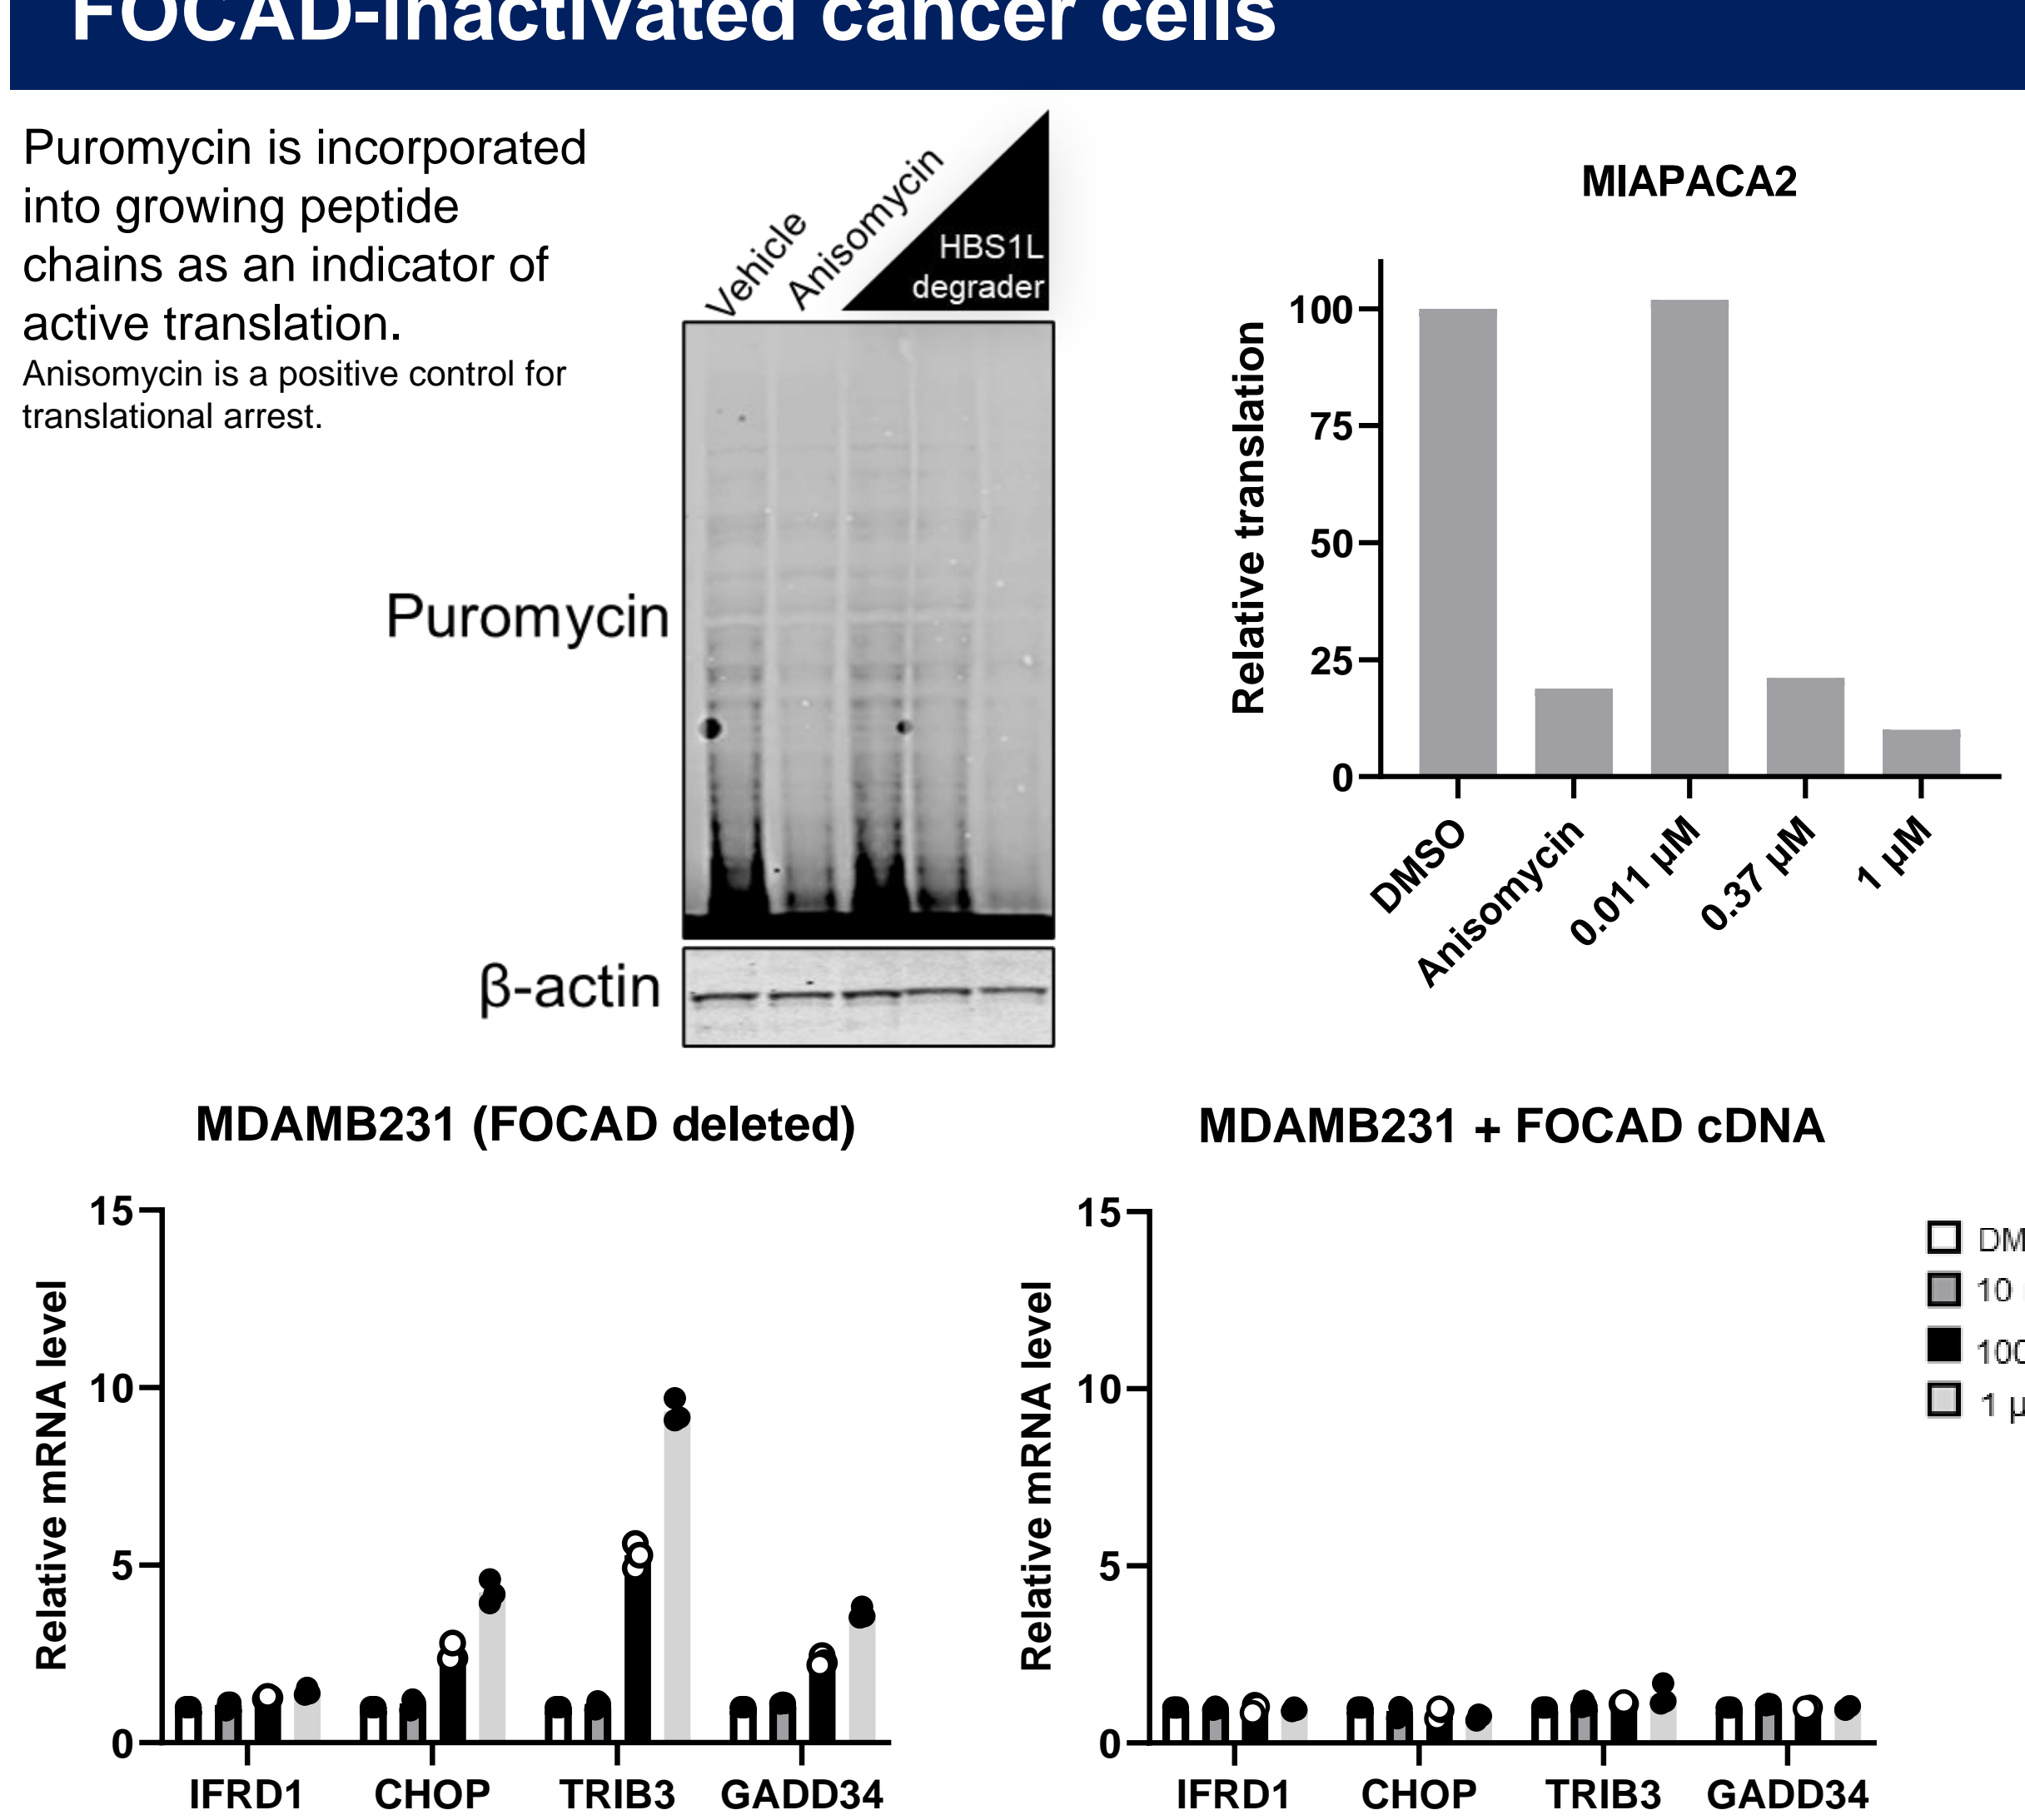 FOCAD-inactivated cancer cells
Puromycin is incorporated
into growing peptide
chains as an indicator of
active translation.
Anisomycin is a positive control for
translational arrest.
Vehicle
Anisomycin
HBS1L
degrader
Puromycin
β-actin
MIAPACA2
Relative translation
100
75
50
25
0
DMSO
Anisomycin
0.011 µM
0.37 µM
1 µM
MDAMB231 (FOCAD deleted)
Relative mRNA level
15
10
5
0
IFRD1
CHOP
TRIB3
GADD34
MDAMB231 + FOCAD cDNA
Relative mRNA level
15
10
5
0
IFRD1
CHOP
TRIB3
GADD34
DM
10
100
1 µ